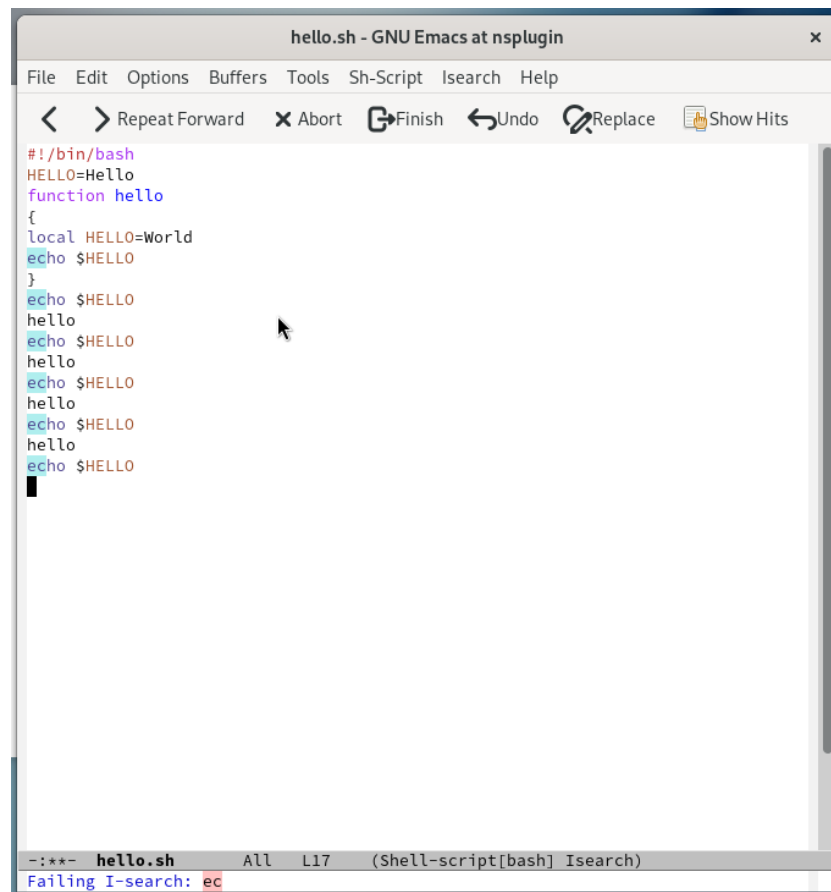 hello.sh - GNU Emacs at nsplugin ×
File Edit Options Buffers Tools Sh-Script Isearch Help
Repeat Forward Abort Finish Undo Replace Show Hits
#!/bin/bash
HELLO=Hello
function hello
{
local HELLO=World
echo $HELLO
}
echo $HELLO
hello
echo $HELLO
hello
echo $HELLO
hello
echo $HELLO
hello
echo $HELLO
-:**- hello.sh All L17 (Shell-script[bash] Isearch)
Failing I-search: ec